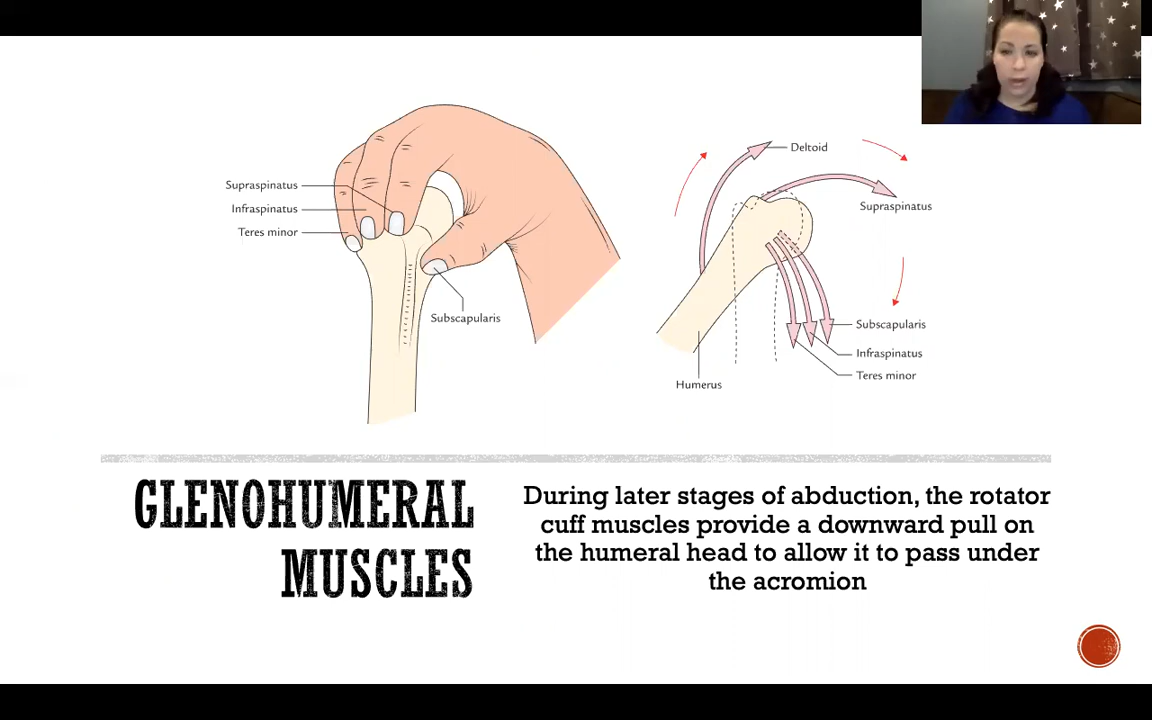 Supraspinatus
Infraspinatus
Teres minor
Subscapularis
Deltoid
Supraspinatus
Subscapularis
Infraspinatus
Teres minor
Humerus
GLENOHUMERAL
MUSCLES
During later stages of abduction, the rotator
cuff muscles provide a downward pull on
the humeral head to allow it to pass under
the acromion